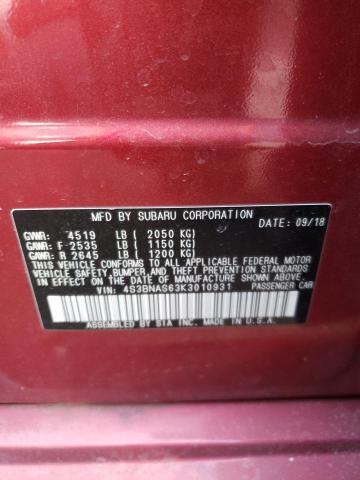 MFD BY SUBARU CORPORATION 09/18
GVWR: 4519 LB ( 2050 KG)
GAWR: F 2535 LB ( 1150 KG)
GAWR: R 2645 LB ( 1200 KG)
THIS VEHICLE CONFORMS TO ALL APPLICABLE FEDERAL MOTOR
VEHICLE SAFETY, BUMPER, AND THEFT PREVENTION STANDARDS
IN EFFECT ON THE DATE OF MANUFACTURE SHOWN ABOVE.
VIN: 4S3BNAS63K3010931 PASSENGER CAR
ASSEMBLED BY SIA INC. MADE IN U.S.A.